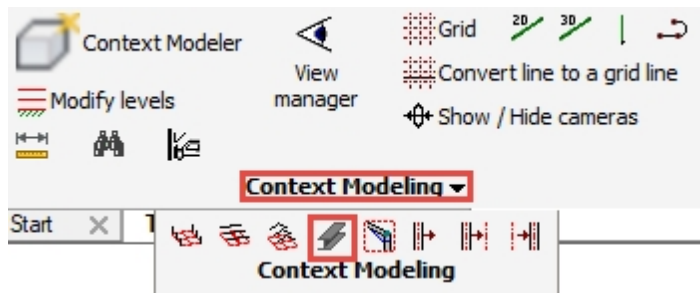 Context Modeler
View
manager
Grid
2D
3D
Convert line to a grid line
Show / Hide cameras
Modify levels
Context Modeling
Start
Context Modeling